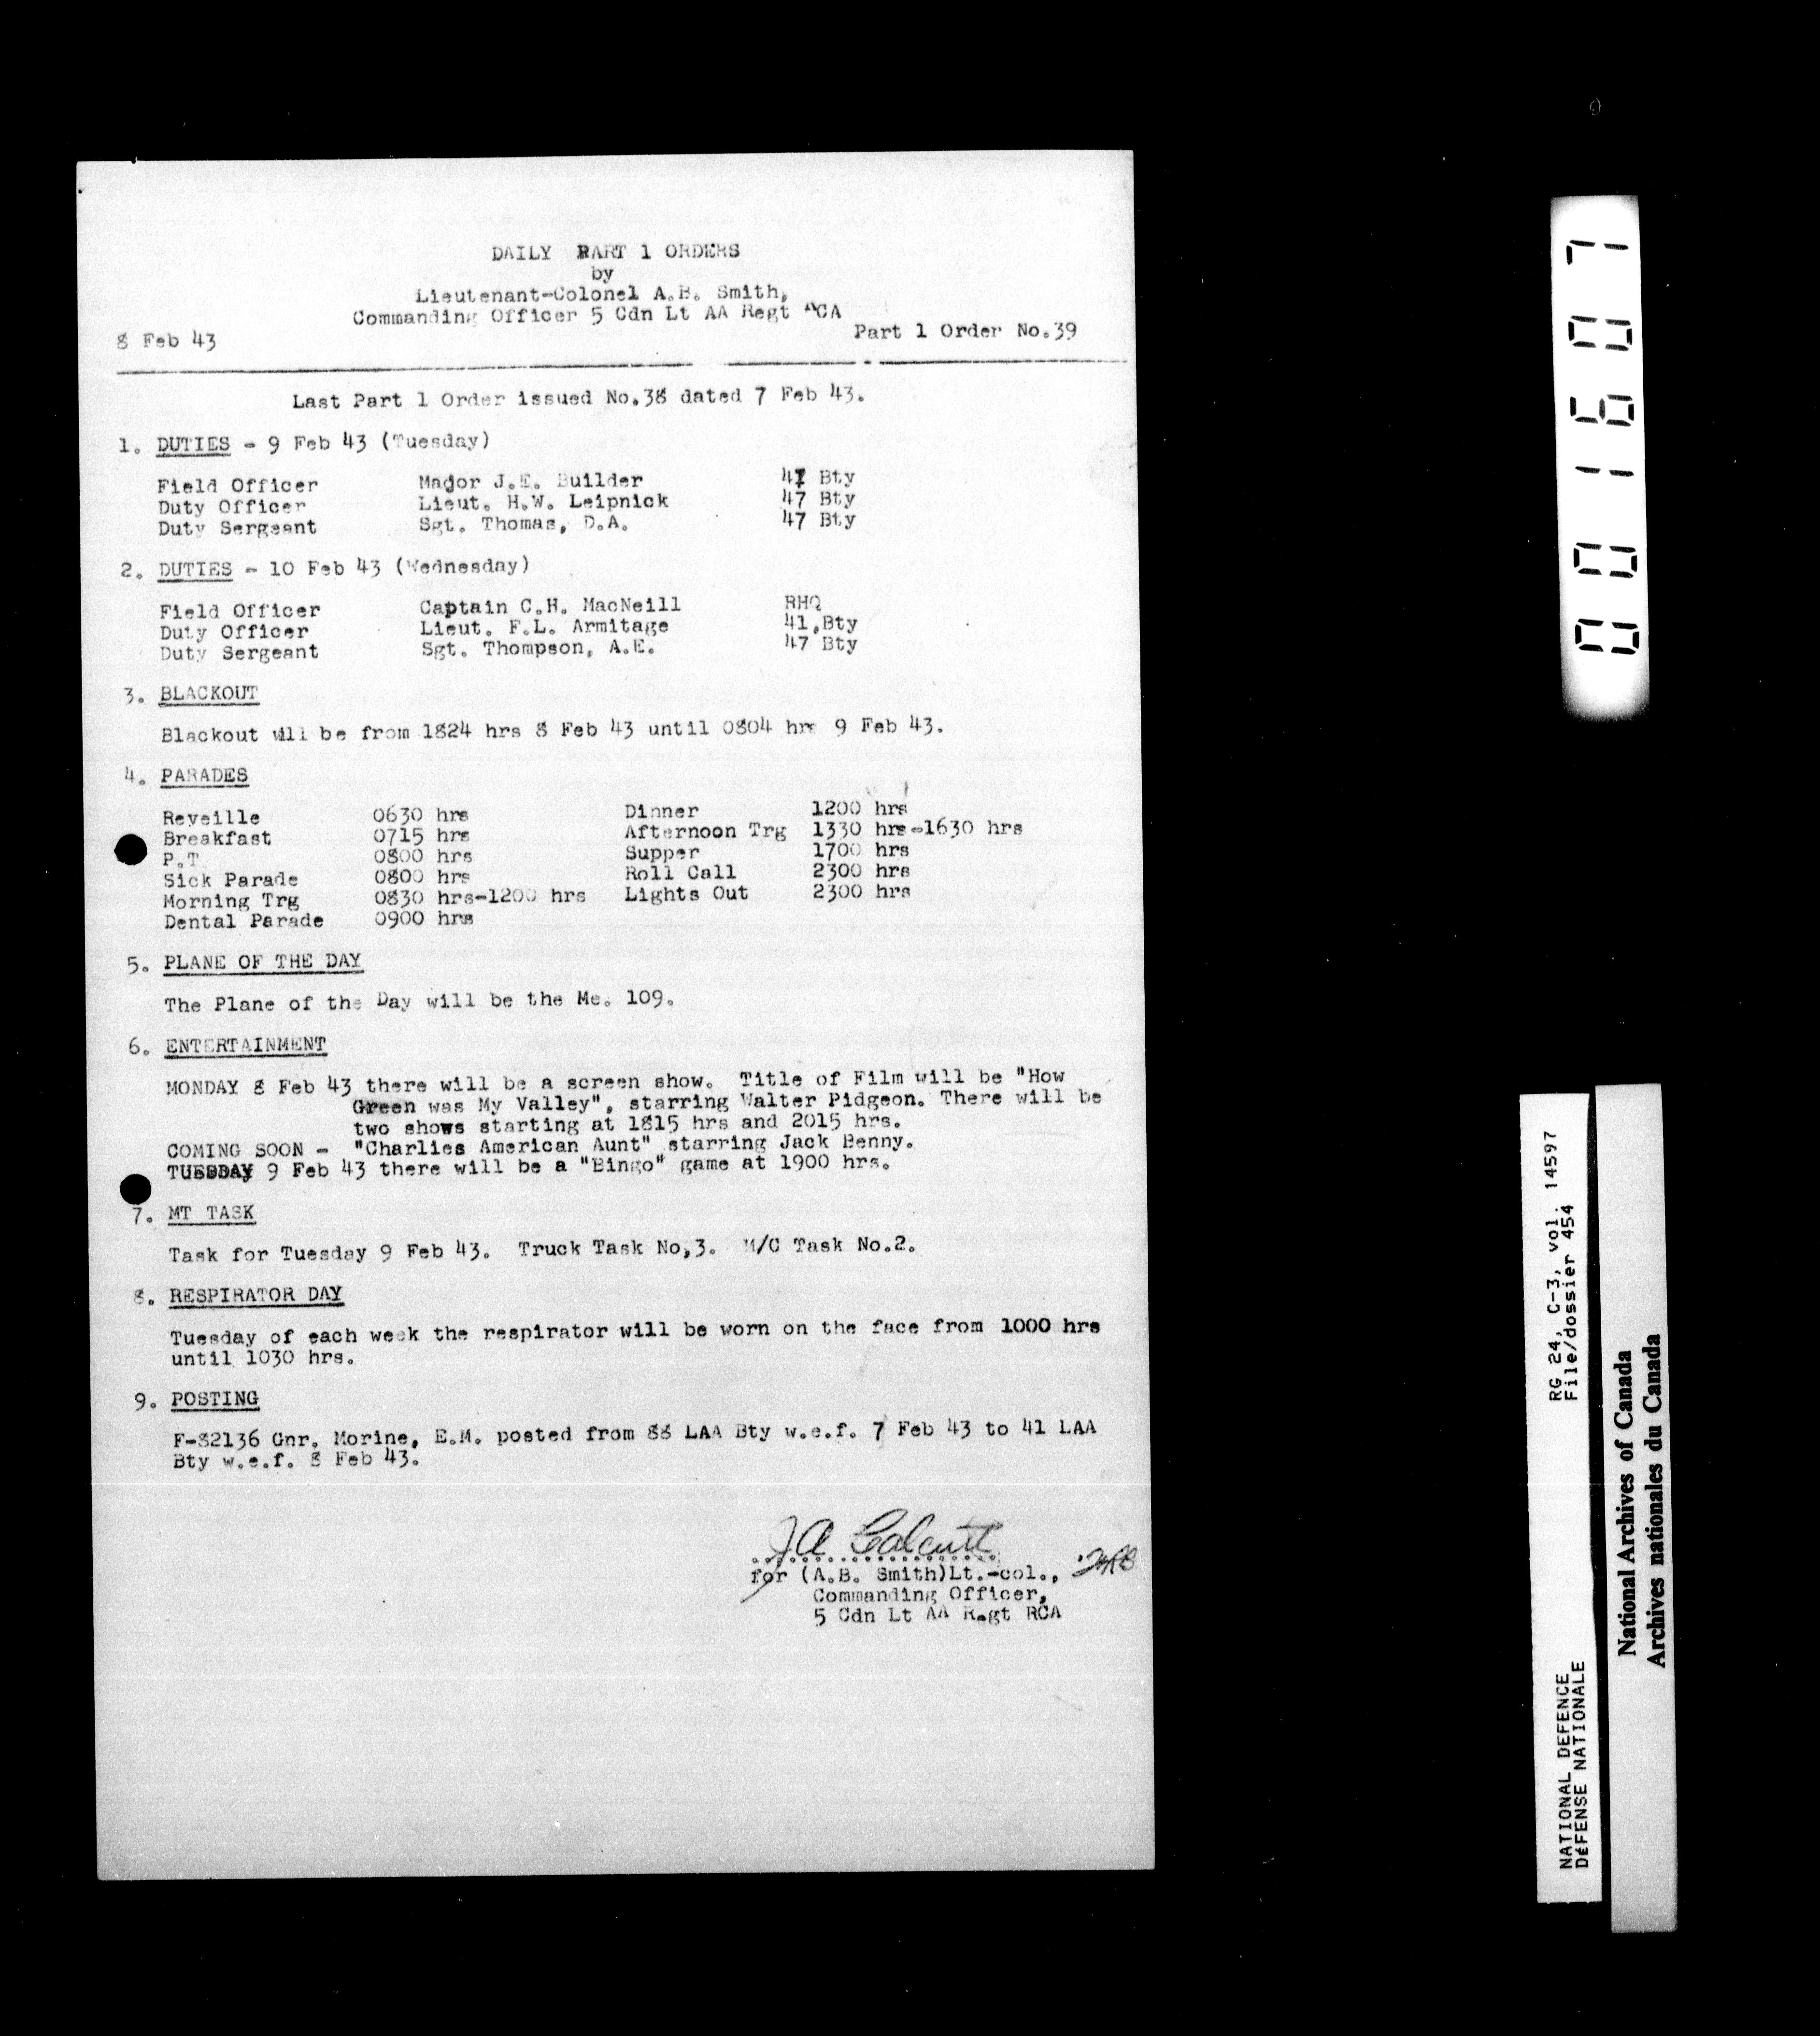 DAILY PART 1 ORDERS
by
Lieutenant-Colonel A.B. Smith,
Commanding Officer 5 Cdn Lt AA Regt RCA
8 Feb 43 Part 1 Order No.39
Last Part 1 Order issued No.38 dated 7 Feb 43.
1. DUTIES - 9 Feb 43 (Tuesday)
Field Officer Major J.E. Builder 41 Bty
Duty Officer Lieut. H.W. Leipnick 47 Bty
Duty Sergeant Sgt. Thomas, D.A. 47 Bty
2. DUTIES - 10 Feb 43 (Wednesday)
Field Officer Captain C.H. MacNeill RHQ
Duty Officer Lieut. F.L. Armitage 41,Bty
Duty Sergeant Sgt. Thompson, A.E. 47 Bty
3. BLACKOUT
Blackout will be from 1824 hrs 8 Feb 43 until 0804 hrs 9 Feb 43.
4. PARADES
Reveille 0630 hrs Dinner 1200 hrs
Breakfast 0715 hrs Afternoon Trg 1330 hrs-1630 hrs
P.T 0800 hrs Supper 1700 hrs
Sick Parade 0800 hrs Roll Call 2300 hrs
Morning Trg 0830 hrs-1200 hrs Lights Out 2300 hrs
Dental Parade 0900 hrs
5. PLANE OF THE DAY
The Plane of the Day will be the Me. 109.
6. ENTERTAINMENT
MONDAY 8 Feb 43 there will be a screen show. Title of Film will be "How
Green was My Valley", starring Walter Pidgeon. There will be
two shows starting at 1815 hrs and 2015 hrs.
COMING SOON - "Charlies American Aunt" starring Jack Benny.
TUESDAY 9 Feb 43 there will be a "Bingo" game at 1900 hrs.
7. MT TASK
Task for Tuesday 9 Feb 43. Truck Task No,3. M/C Task No.2.
8. RESPIRATOR DAY
Tuesday of each week the respirator will be worn on the face from 1000 hrs
until 1030 hrs.
9. POSTING
F-82136 Gnr. Morine, E.M. posted from 88 LAA Bty w.e.f. 7 Feb 43 to 41 LAA
Bty w.e.f. 8 Feb 43.
JA Calcutt
for (A.B. Smith)Lt.-col.,
Commanding Officer,
5 Cdn Lt AA Regt RCA
001607
RG 24, C-3, vol. 14597
File/dossier 454
NATIONAL DEFENCE
DÉFENSE NATIONALE
National Archives of Canada
Archives nationales du Canada